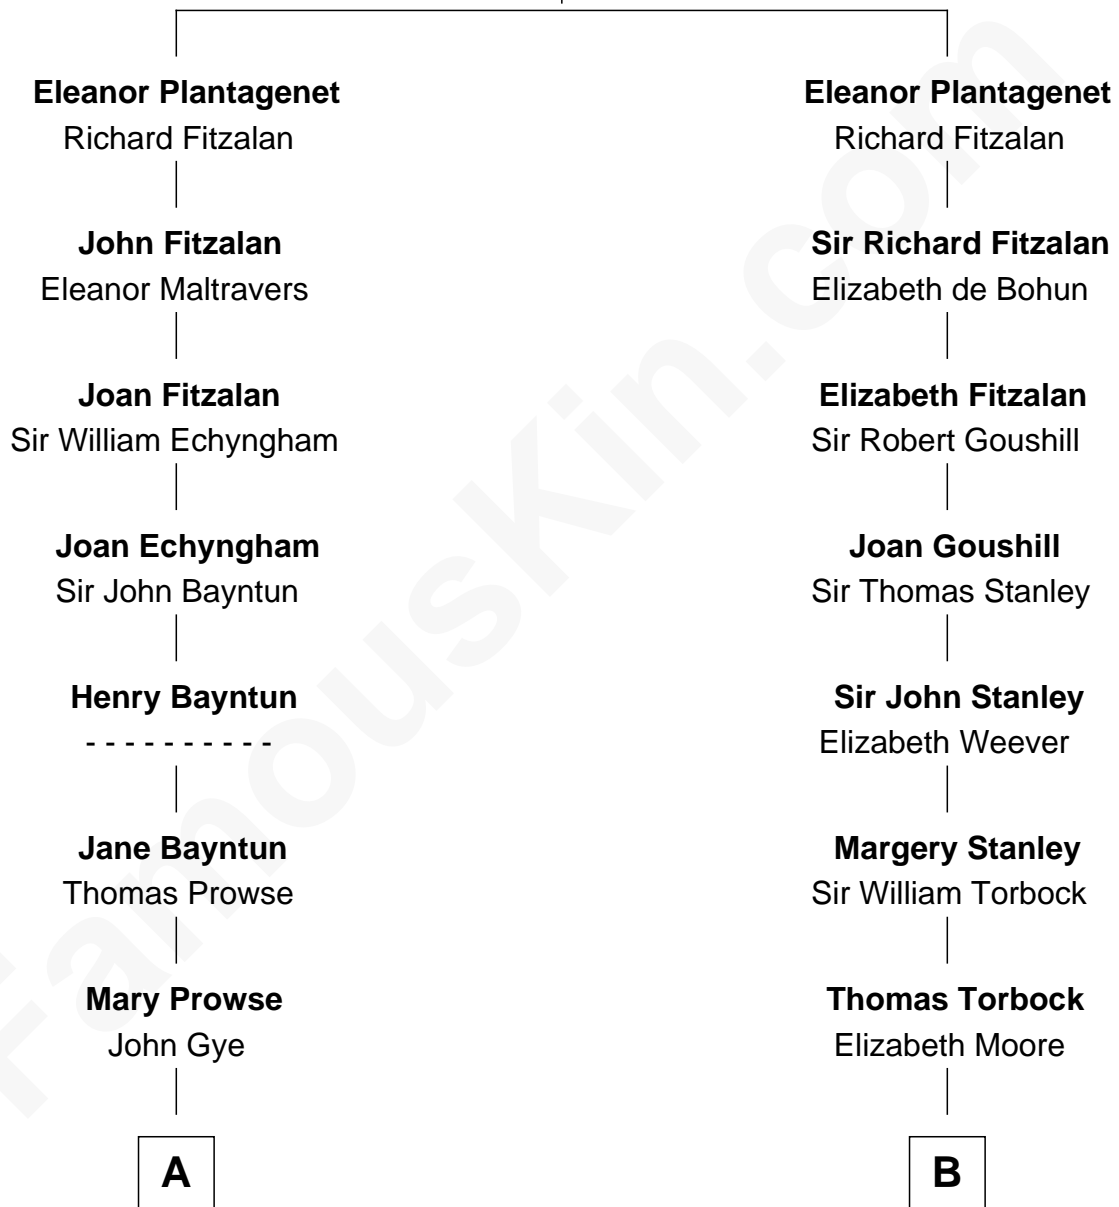 Eleanor Plantagenet
Richard Fitzalan
John Fitzalan
Eleanor Maltravers
Joan Fitzalan
Sir William Echyngham
Joan Echyngham
Sir John Bayntun
Henry Bayntun
- - - - - - - - - -
Jane Bayntun
Thomas Prowse
Mary Prowse
John Gye
A
Eleanor Plantagenet
Richard Fitzalan
Sir Richard Fitzalan
Elizabeth de Bohun
Elizabeth Fitzalan
Sir Robert Goushill
Joan Goushill
Sir Thomas Stanley
Sir John Stanley
Elizabeth Weever
Margery Stanley
Sir William Torbock
Thomas Torbock
Elizabeth Moore
B
FamousKin.com